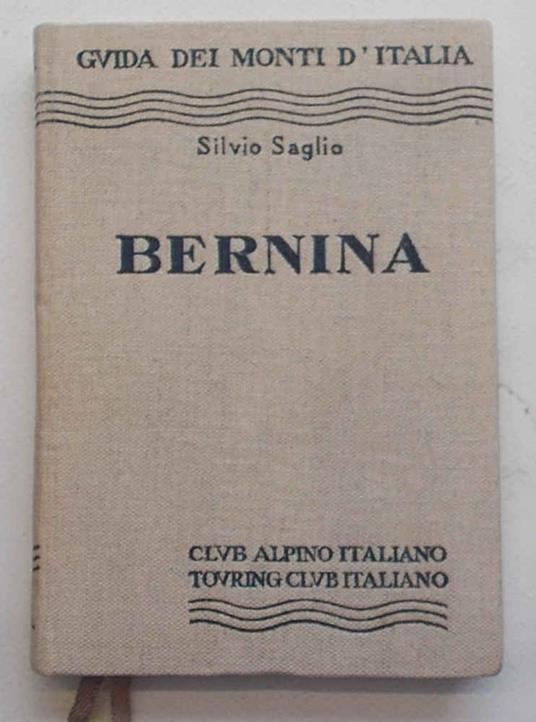 GVIDA DEI MONTI D'ITALIA
Silvio Saglio
BERNINA
CLVB ALPINO ITALIANO
TOVRING CLVB ITALIANO